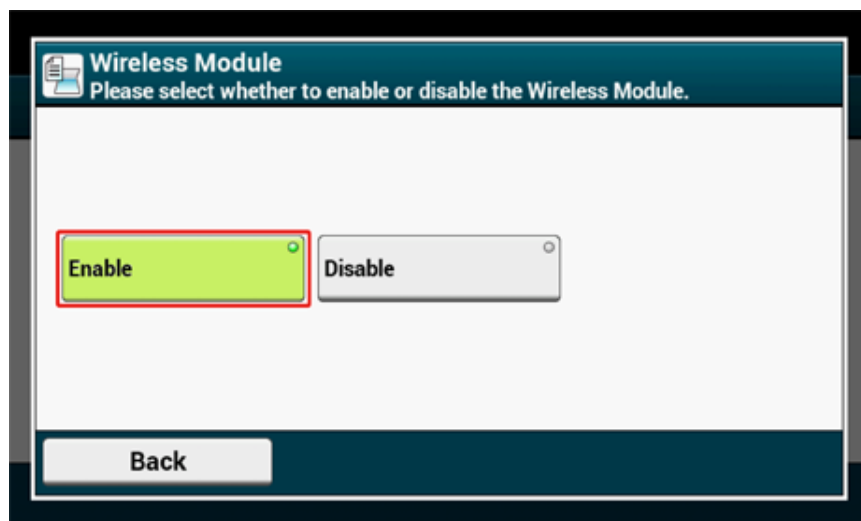 Wireless Module
Please select whether to enable or disable the Wireless Module.
Enable
Disable
Back